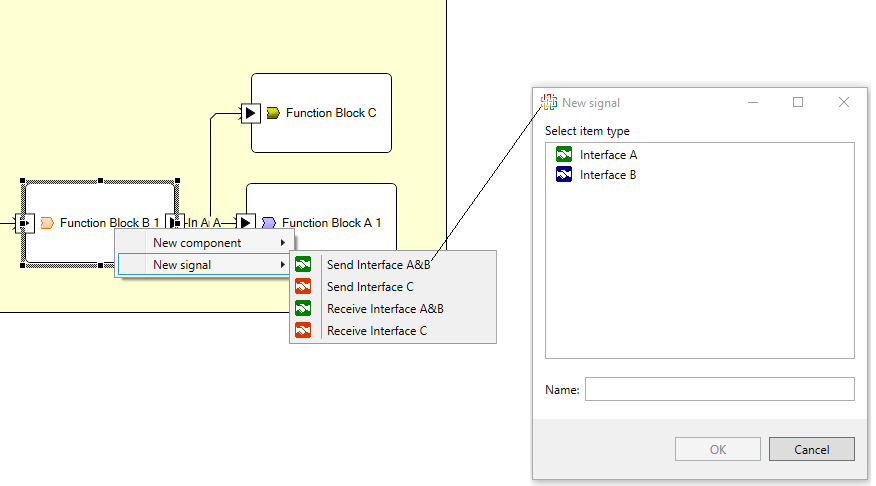 Function Block C
Function Block B 1
In A
A
Function Block A 1
New component
New signal
Send Interface A&B
Send Interface C
Receive Interface A&B
Receive Interface C
New signal
Select item type
Interface A
Interface B
Name:
OK
Cancel